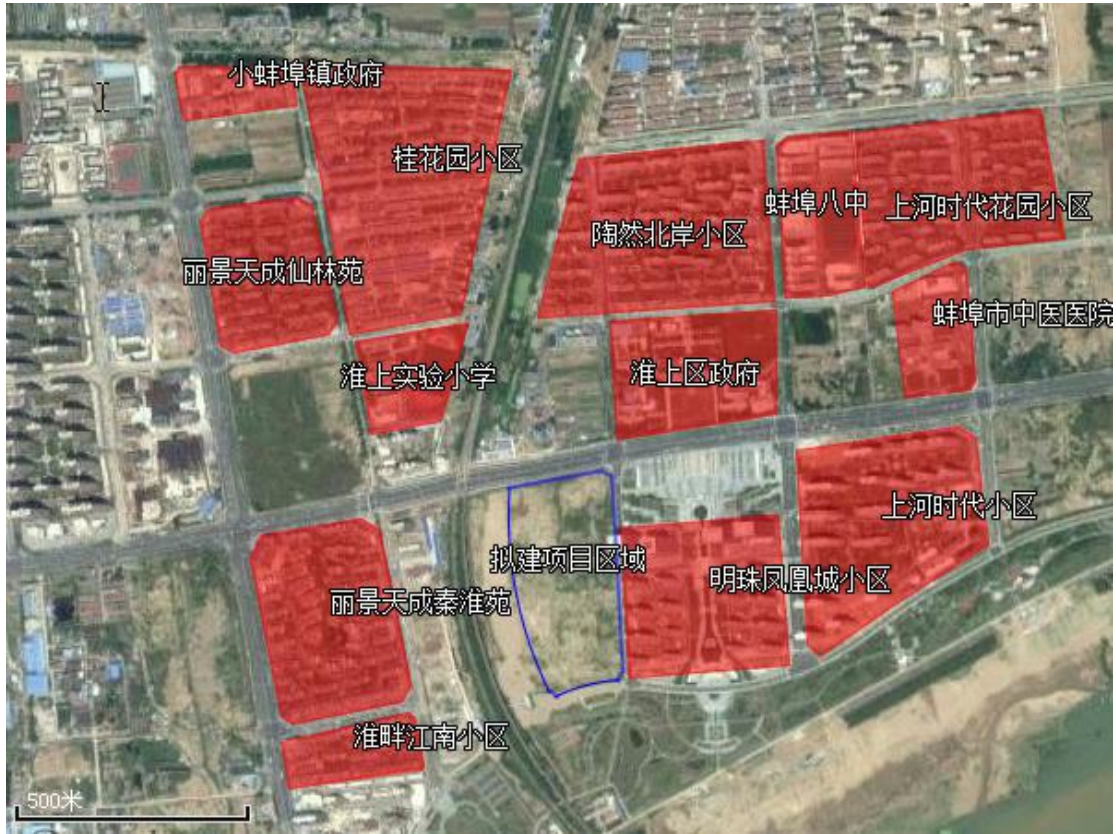 小蚌埠镇政府
桂花园小区
蚌埠八中
上河时代花园小区
陶然北岸小区
丽景天成仙林苑
蚌埠市中医医院
淮上实验小学
淮上区政府
上河时代小区
拟建项目区域
明珠凤凰城小区
丽景天成秦淮苑
淮畔江南小区
500米